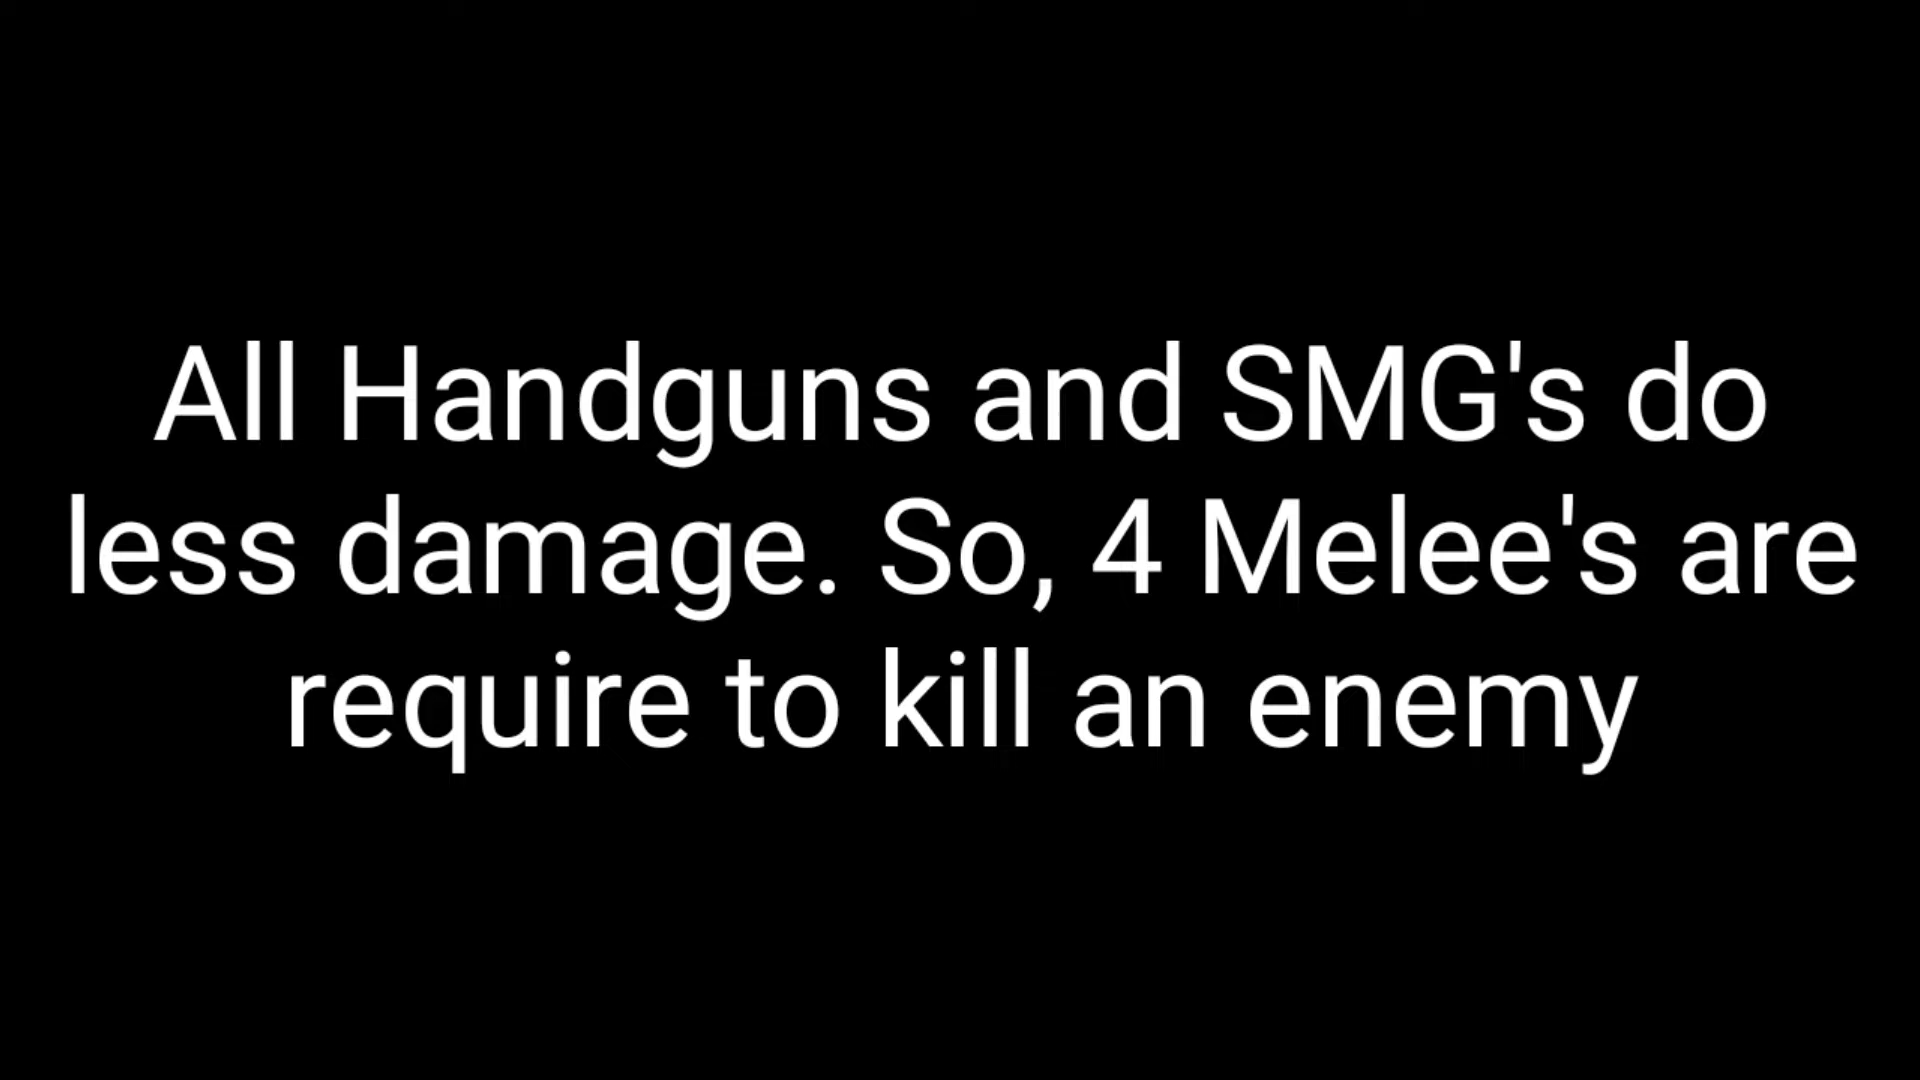 All Handguns and SMG's do
less damage. So, 4 Melee's are
require to kill an enemy